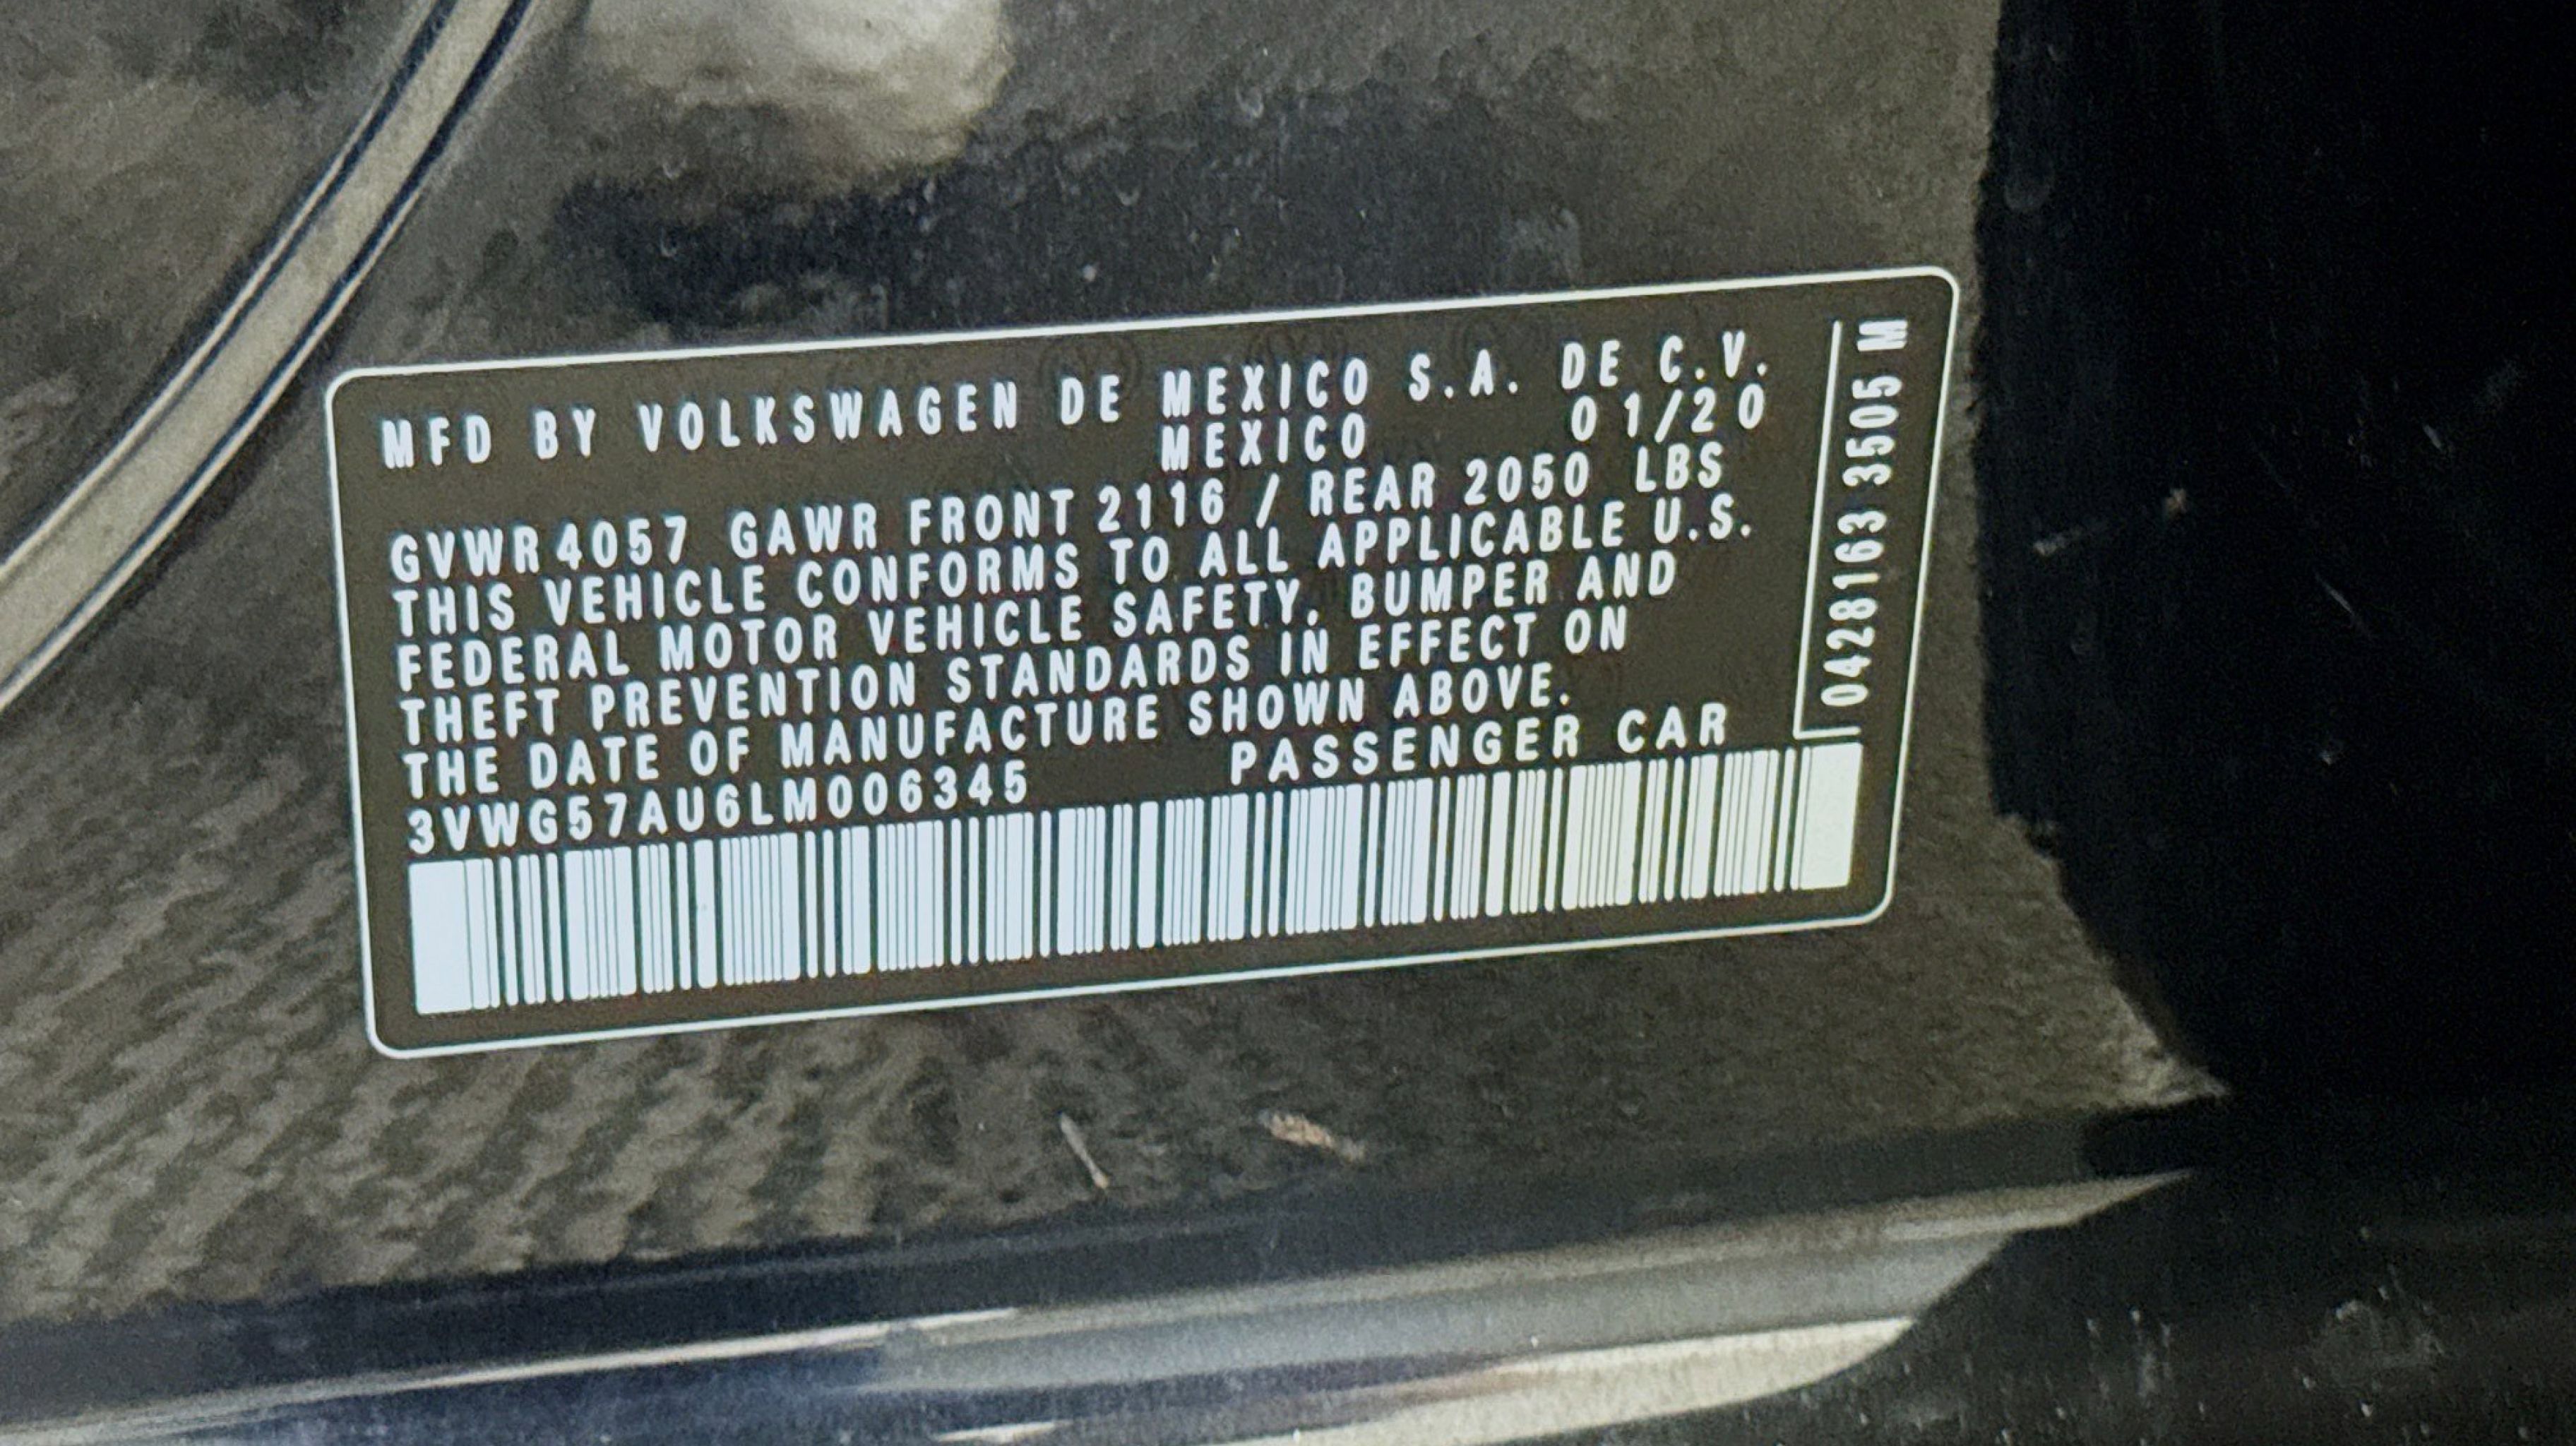 MFD BY VOLKSWAGEN DE MEXICO S.A. DE C.V.
MEXICO 01/20
GVWR 4057 GAWR FRONT 2116 / REAR 2050 LBS
THIS VEHICLE CONFORMS TO ALL APPLICABLE U.S.
FEDERAL MOTOR VEHICLE SAFETY, BUMPER AND
THEFT PREVENTION STANDARDS IN EFFECT ON
THE DATE OF MANUFACTURE SHOWN ABOVE.
3VWG57AU6LM006345 PASSENGER CAR
0428163 3505 M